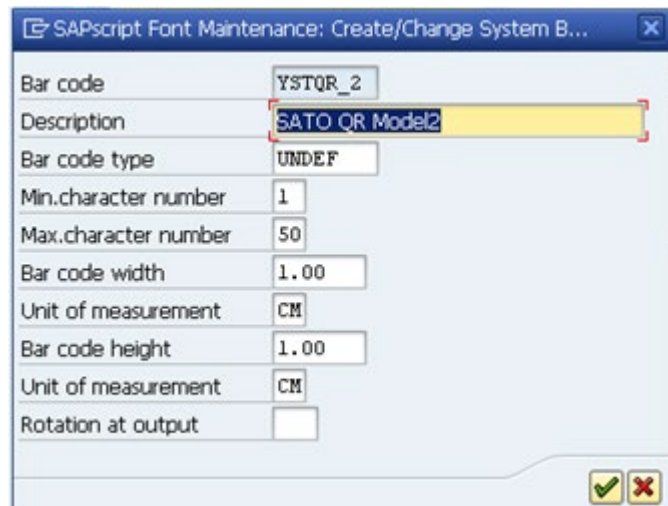 SAPscript Font Maintenance: Create/Change System B...
Bar code YSTQR_2
Description SATO QR Model2
Bar code type UNDEF
Min.character number 1
Max.character number 50
Bar code width 1.00
Unit of measurement CM
Bar code height 1.00
Unit of measurement CM
Rotation at output